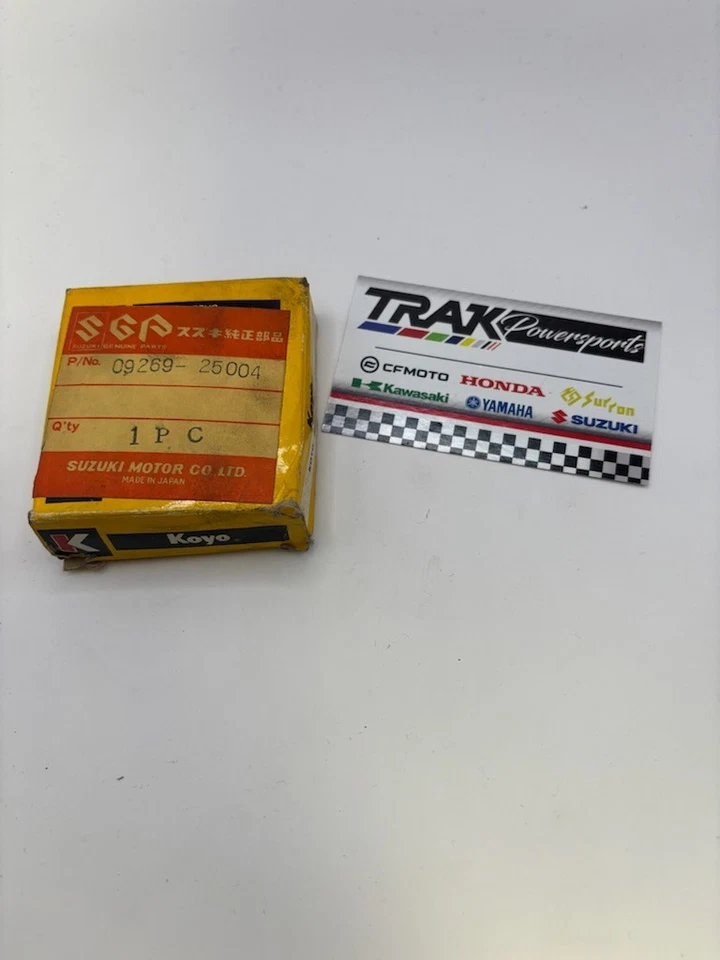 SGP スズキ純正部品
SUZUKI GENUINE PARTS
P/No. 09269-25004
Q'ty 1 PC
SUZUKI MOTOR CO.,LTD.
MADE IN JAPAN
K Koyo
TRAK Powersports
CFMOTO HONDA Surron
Kawasaki YAMAHA SUZUKI